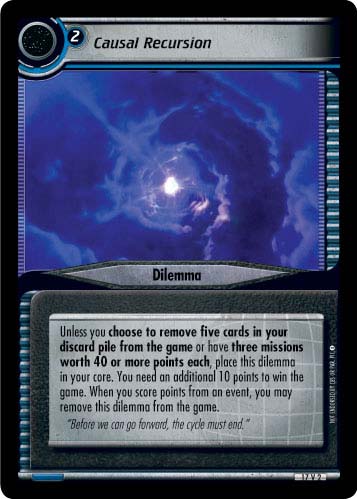 2
Causal Recursion
Dilemma
Unless you choose to remove five cards in your
discard pile from the game or have three missions
worth 40 or more points each, place this dilemma
in your core. You need an additional 10 points to win
the game. When you score points from an event, you may
remove this dilemma from the game.
"Before we can go forward, the cycle must end."
17 V 2